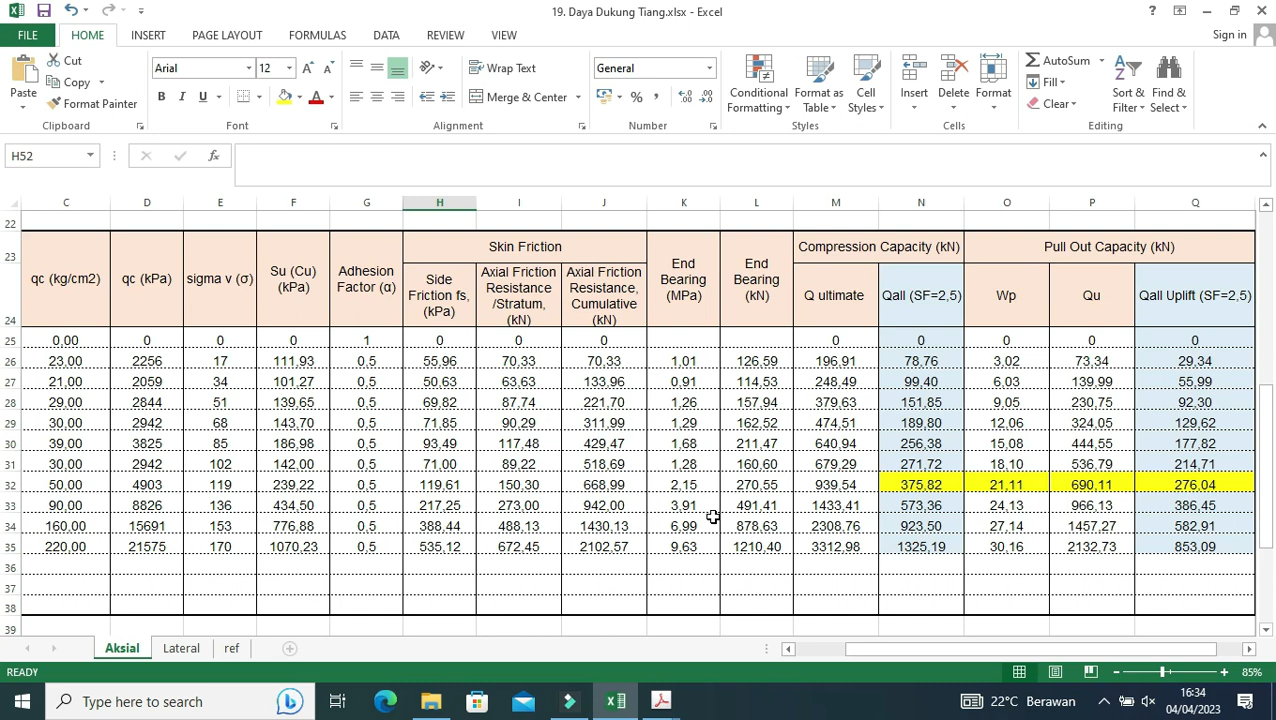 19. Daya Dukung Tiang.xlsx - Excel
FILE HOME INSERT PAGE LAYOUT FORMULAS DATA REVIEW VIEW Sign in
Paste
Cut
Copy
Format Painter
Clipboard
Arial 12
B I U
Font
Wrap Text
Merge & Center
Alignment
General
%
Number
Conditional Formatting
Format as Table
Cell Styles
Styles
Insert Delete Format
Cells
AutoSum
Fill
Clear
Sort & Filter
Find & Select
Editing
H52
C D E F G H I J K L M N O P Q
22
23
24
qc (kg/cm2)
qc (kPa)
sigma v (σ)
Su (Cu) (kPa)
Adhesion Factor (α)
Skin Friction
Side Friction fs, (kPa)
Axial Friction Resistance /Stratum, (kN)
Axial Friction Resistance, Cumulative (kN)
End Bearing (MPa)
End Bearing (kN)
Compression Capacity (kN)
Q ultimate
Qall (SF=2,5)
Pull Out Capacity (kN)
Wp
Qu
Qall Uplift (SF=2,5)
25 0,00 0 0 0 1 0 0 0 0 0 0 0 0
26 23,00 2256 17 111,93 0,5 55,96 70,33 70,33 1,01 126,59 196,91 78,76 3,02 73,34 29,34
27 21,00 2059 34 101,27 0,5 50,63 63,63 133,96 0,91 114,53 248,49 99,40 6,03 139,99 55,99
28 29,00 2844 51 139,65 0,5 69,82 87,74 221,70 1,26 157,94 379,63 151,85 9,05 230,75 92,30
29 30,00 2942 68 143,70 0,5 71,85 90,29 311,99 1,29 162,52 474,51 189,80 12,06 324,05 129,62
30 39,00 3825 85 186,98 0,5 93,49 117,48 429,47 1,68 211,47 640,94 256,38 15,08 444,55 177,82
31 30,00 2942 102 142,00 0,5 71,00 89,22 518,69 1,28 160,60 679,29 271,72 18,10 536,79 214,71
32 50,00 4903 119 239,22 0,5 119,61 150,30 668,99 2,15 270,55 939,54 375,82 21,11 690,11 276,04
33 90,00 8826 136 434,50 0,5 217,25 273,00 942,00 3,91 491,41 1433,41 573,36 24,13 966,13 386,45
34 160,00 15691 153 776,88 0,5 388,44 488,13 1430,13 6,99 878,63 2308,76 923,50 27,14 1457,27 582,91
35 220,00 21575 170 1070,23 0,5 535,12 672,45 2102,57 9,63 1210,40 3312,98 1325,19 30,16 2132,73 853,09
36
37
38
39
Aksial Lateral ref
READY 85%
Type here to search
22°C Berawan
16:34
04/04/2023